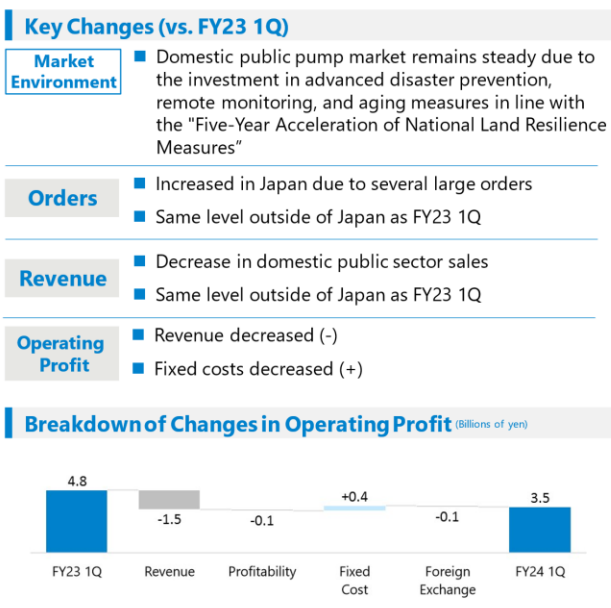 Key Changes (vs. FY23 1Q)
Market
Environment
■ Domestic public pump market remains steady due to
the investment in advanced disaster prevention,
remote monitoring, and aging measures in line with
the "Five-Year Acceleration of National Land Resilience
Measures”
Orders
■ Increased in Japan due to several large orders
■ Same level outside of Japan as FY23 1Q
Revenue
■ Decrease in domestic public sector sales
■ Same level outside of Japan as FY23 1Q
Operating
Profit
■ Revenue decreased (-)
■ Fixed costs decreased (+)
Breakdown of Changes in Operating Profit (Billions of yen)
4.8
-1.5
-0.1
+0.4
-0.1
3.5
FY23 1Q
Revenue
Profitability
Fixed
Cost
Foreign
Exchange
FY24 1Q